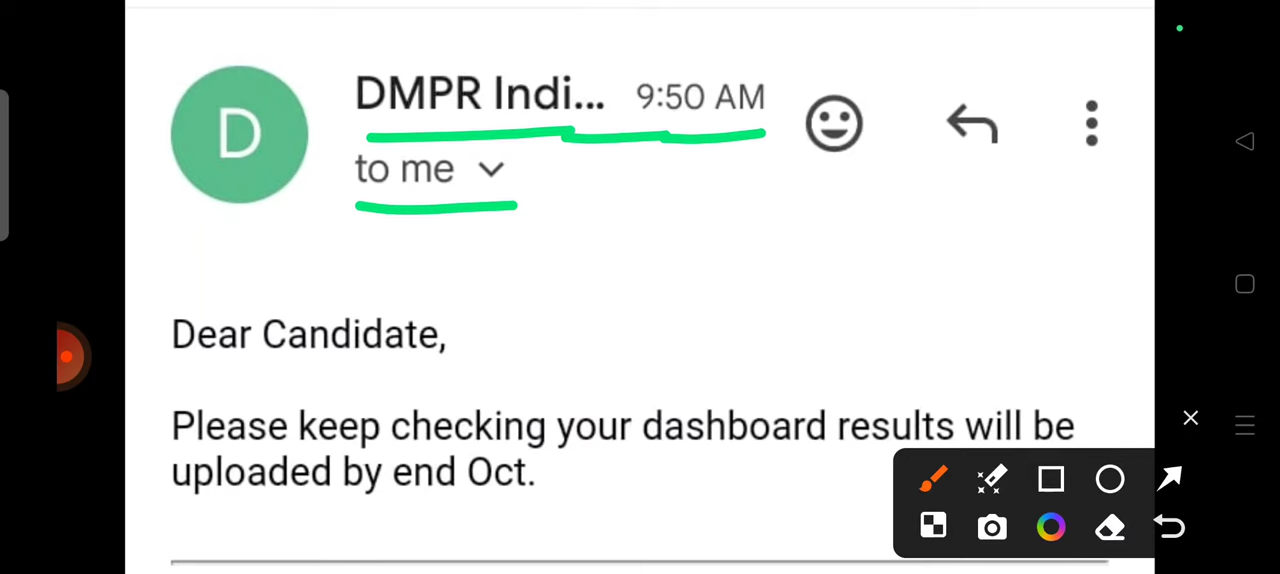 D
DMPR Indi... 9:50 AM
to me
Dear Candidate,
Please keep checking your dashboard results will be
uploaded by end Oct.